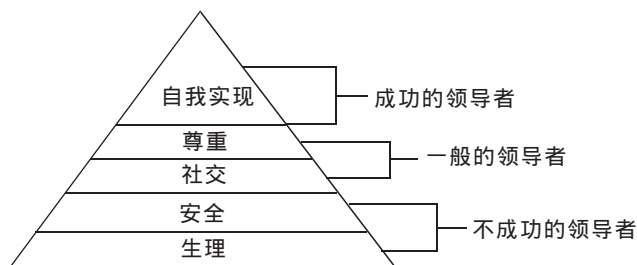 自我实现
成功的领导者
尊重
一般的领导者
社交
安全
不成功的领导者
生理